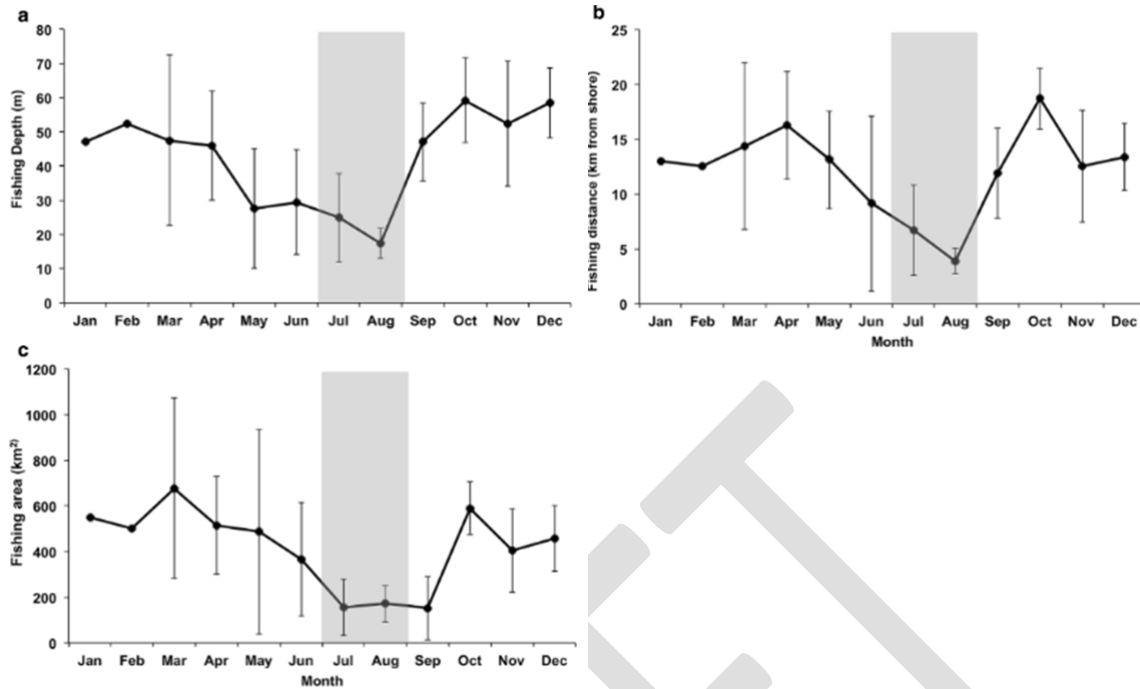 a
80
70
60
50
40
30
20
10
0
Fishing Depth (m)
Jan Feb Mar Apr May Jun Jul Aug Sep Oct Nov Dec
b
25
20
15
10
5
0
Fishing distance (km from shore)
Jan Feb Mar Apr May Jun Jul Aug Sep Oct Nov Dec
Month
c
1200
1000
800
600
400
200
0
Fishing area (km²)
Jan Feb Mar Apr May Jun Jul Aug Sep Oct Nov Dec
Month